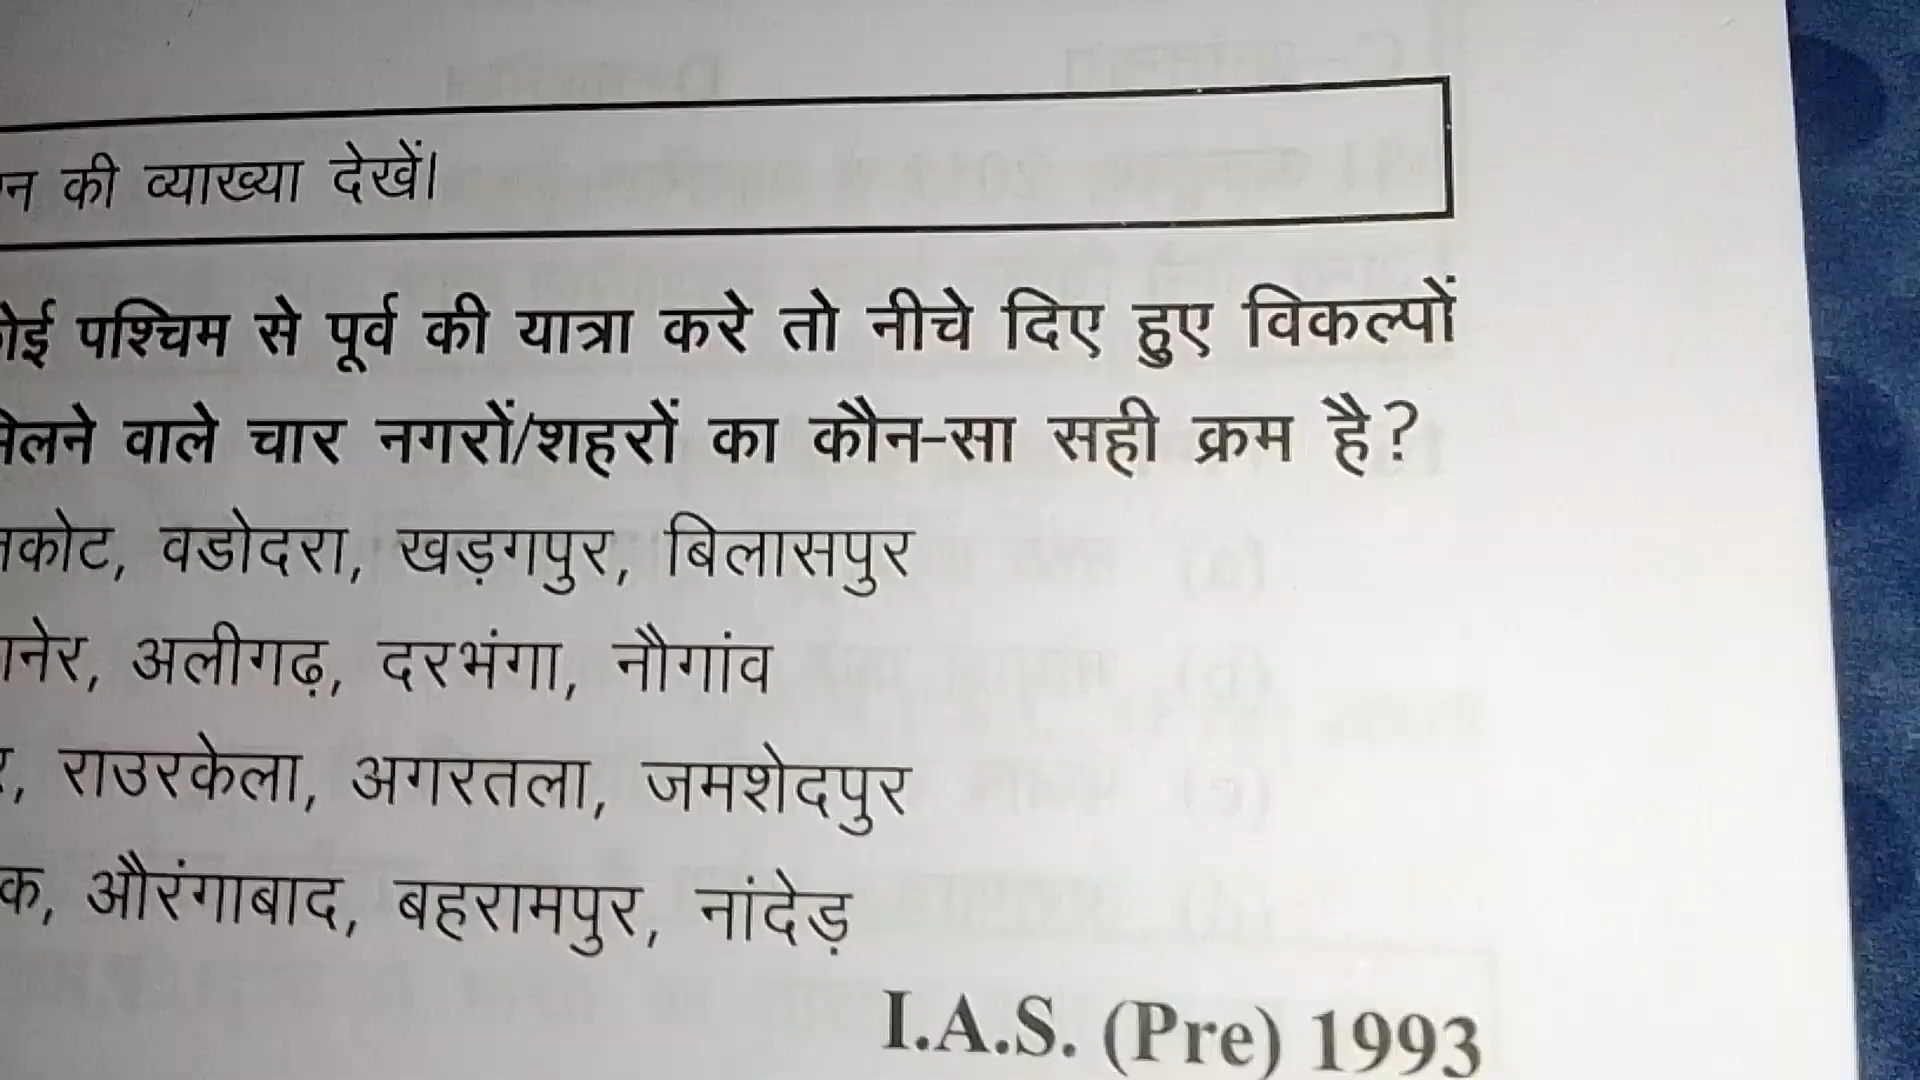 की व्याख्या देखें।
पश्चिम से पूर्व की यात्रा करे तो नीचे दिए हुए विकल्पों
वाले चार नगरों/शहरों का कौन-सा सही क्रम है?
वडोदरा, खड़गपुर, बिलासपुर
अलीगढ़, दरभंगा, नौगांव
राउरकेला, अगरतला, जमशेदपुर
औरंगाबाद, बहरामपुर, नांदेड़
I.A.S. (Pre) 1993